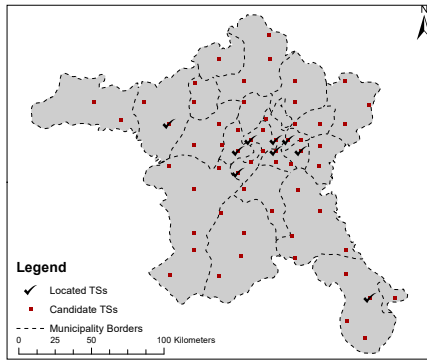 N
Legend
Located TSs
Candidate TSs
Municipality Borders
0 25 50 100 Kilometers